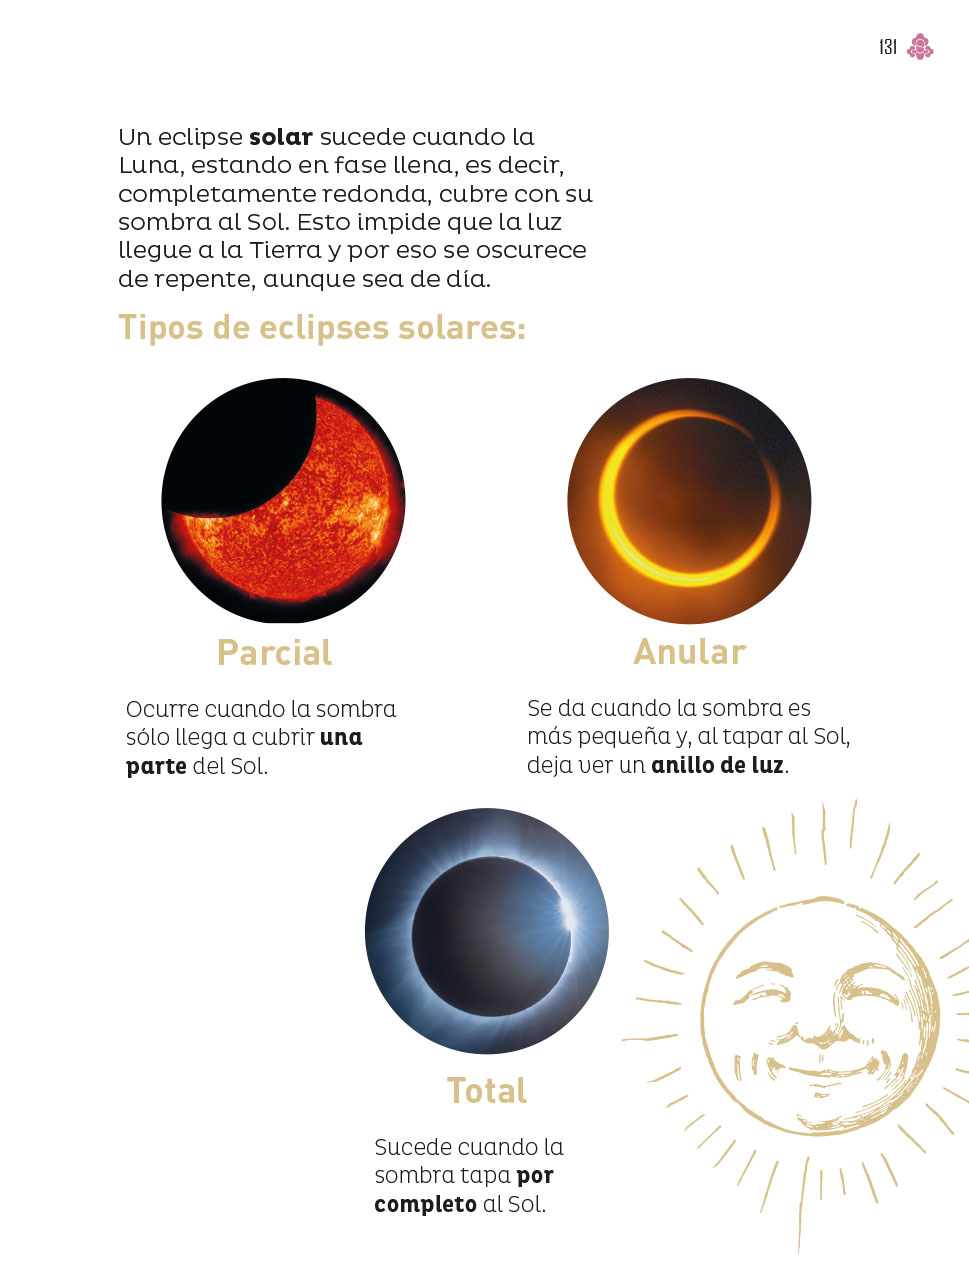 131
Un eclipse solar sucede cuando la
Luna, estando en fase llena, es decir,
completamente redonda, cubre con su
sombra al Sol. Esto impide que la luz
llegue a la Tierra y por eso se oscurece
de repente, aunque sea de día.
Tipos de eclipses solares:
Parcial
Ocurre cuando la sombra
sólo llega a cubrir una
parte del Sol.
Anular
Se da cuando la sombra es
más pequeña y, al tapar al Sol,
deja ver un anillo de luz.
Total
Sucede cuando la
sombra tapa por
completo al Sol.